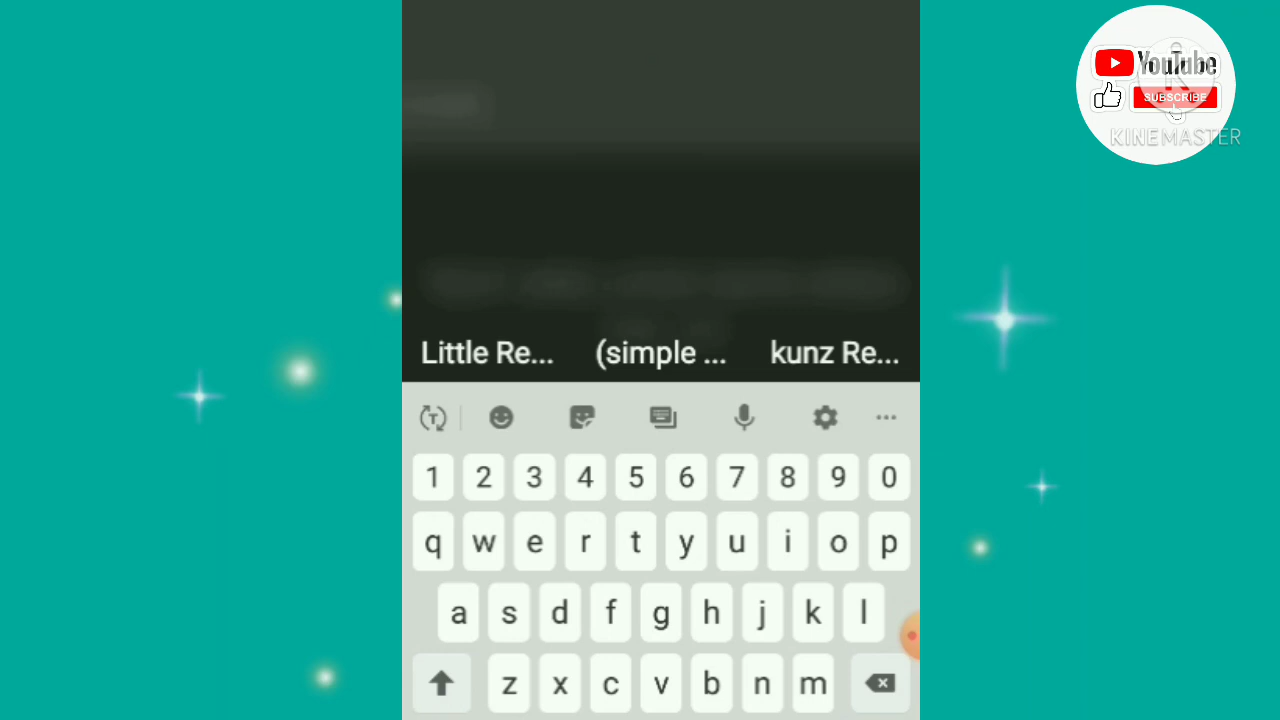 YouTube
SUBSCRIBE
KINEMASTER
Little Re... (simple ... kunz Re...
1 2 3 4 5 6 7 8 9 0
q w e r t y u i o p
a s d f g h j k l
z x c v b n m